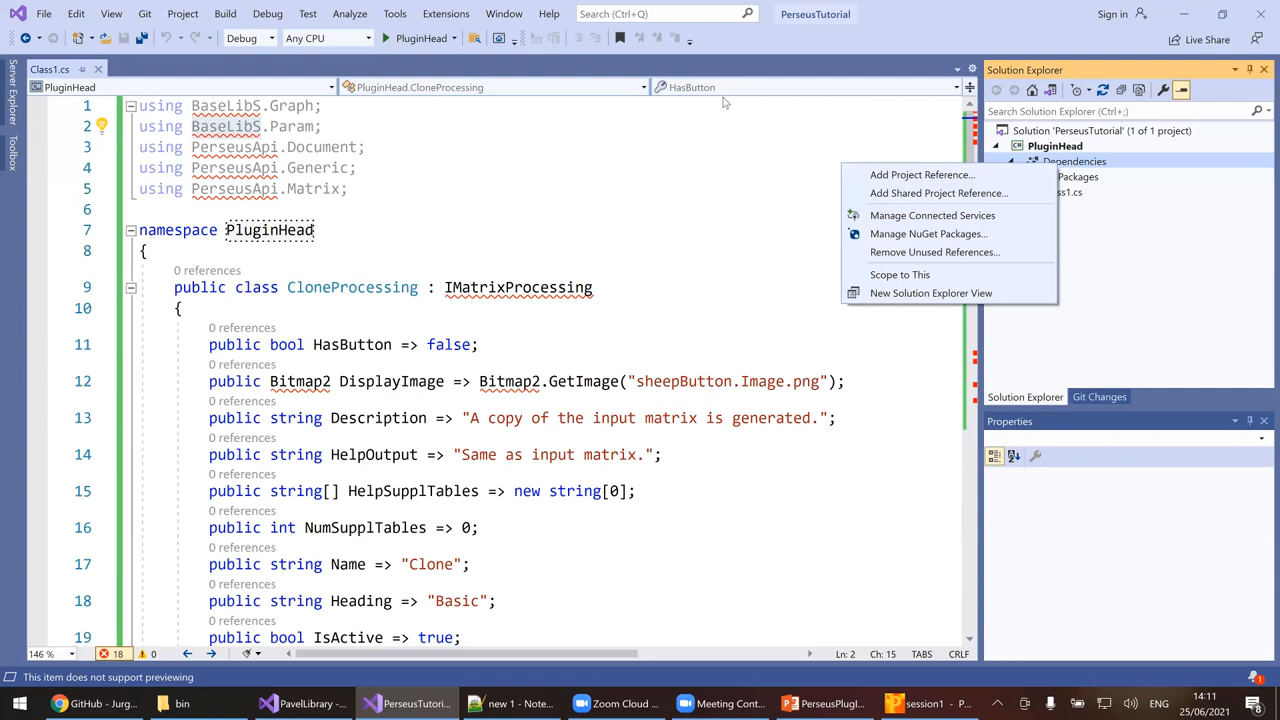 File Edit View Git Project Build Debug Test Analyze Tools Extensions Window Help Search (Ctrl+Q) PerseusTutorial Sign in
Debug Any CPU PluginHead Live Share
Server Explorer
Toolbox
Class1.cs
PluginHead PluginHead.CloneProcessing HasButton
1 using BaseLibS.Graph;
2 using BaseLibS.Param;
3 using PerseusApi.Document;
4 using PerseusApi.Generic;
5 using PerseusApi.Matrix;
6
7 namespace PluginHead
8 {
0 references
9 public class CloneProcessing : IMatrixProcessing
10 {
0 references
11 public bool HasButton => false;
0 references
12 public Bitmap2 DisplayImage => Bitmap2.GetImage("sheepButton.Image.png");
0 references
13 public string Description => "A copy of the input matrix is generated.";
0 references
14 public string HelpOutput => "Same as input matrix.";
0 references
15 public string[] HelpSupplTables => new string[0];
0 references
16 public int NumSupplTables => 0;
0 references
17 public string Name => "Clone";
0 references
18 public string Heading => "Basic";
0 references
19 public bool IsActive => true;
146 % 18 0 Ln: 2 Ch: 15 TABS CRLF
Add Project Reference...
Add Shared Project Reference...
Manage Connected Services
Manage NuGet Packages...
Remove Unused References...
Scope to This
New Solution Explorer View
Solution Explorer
Search Solution Explorer (Ctrl+;)
Solution 'PerseusTutorial' (1 of 1 project)
PluginHead
Dependencies
Packages
ss1.cs
Solution Explorer Git Changes
Properties
This item does not support previewing 1
GitHub - Jurg... bin PavelLibrary - ... PerseusTutori... new 1 - Note... Zoom Cloud ... Meeting Cont... PerseusPlugI... session1 - P... ENG 14:11
25/06/2021